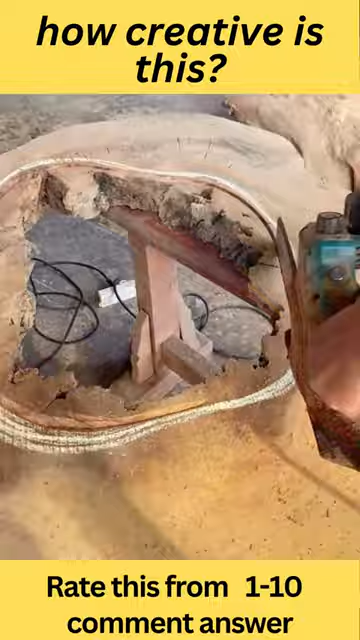 how creative is
this?
Rate this from 1-10
comment answer